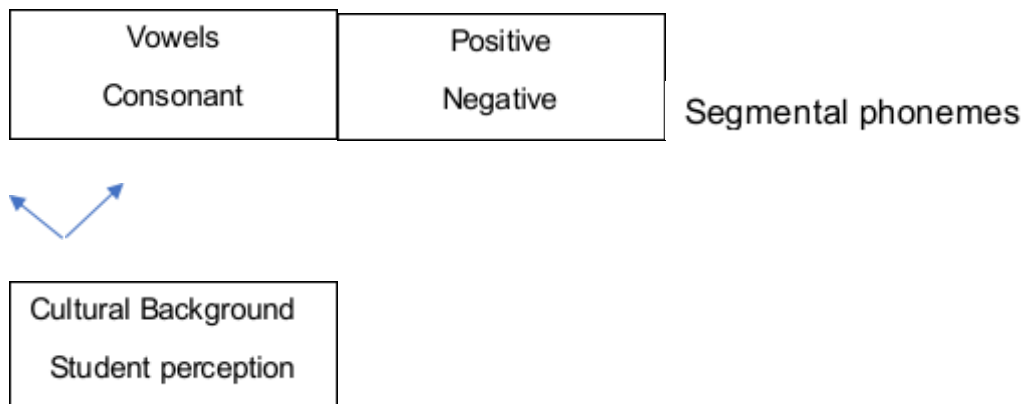 Vowels
Consonant
Positive
Negative
Segmental phonemes
Cultural Background
Student perception